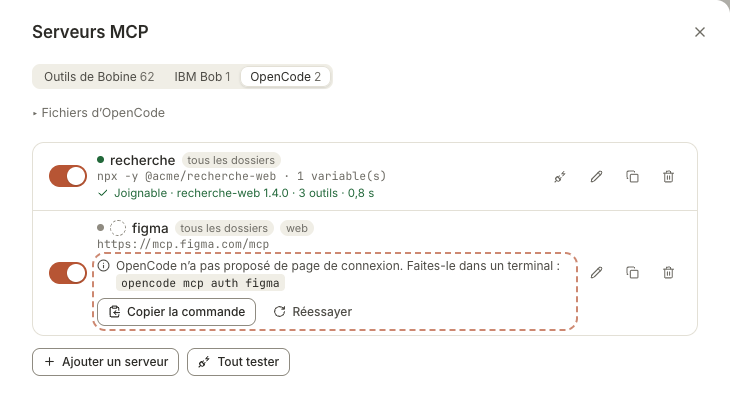 Serveurs MCP
Outils de Bobine 62 IBM Bob 1 OpenCode 2
Fichiers d’OpenCode
recherche tous les dossiers
npx -y @acme/recherche-web · 1 variable(s)
Joignable · recherche-web 1.4.0 · 3 outils · 0,8 s
figma tous les dossiers web
https://mcp.figma.com/mcp
OpenCode n’a pas proposé de page de connexion. Faites-le dans un terminal :
opencode mcp auth figma
Copier la commande Réessayer
Ajouter un serveur Tout tester